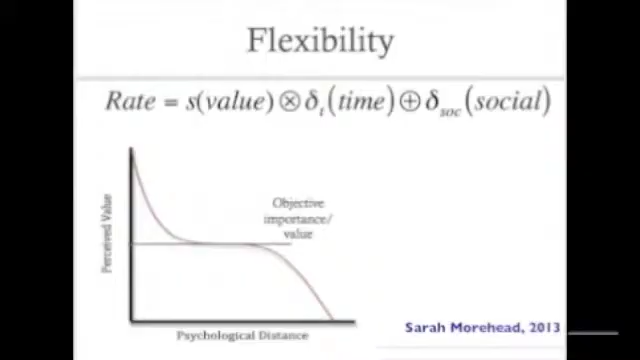 Flexibility
Rate = s(value) ⊗ δt(time) ⊕ δsoc(social)
Objective
importance/
value
Perceived Value
Psychological Distance
Sarah Morehead, 2013